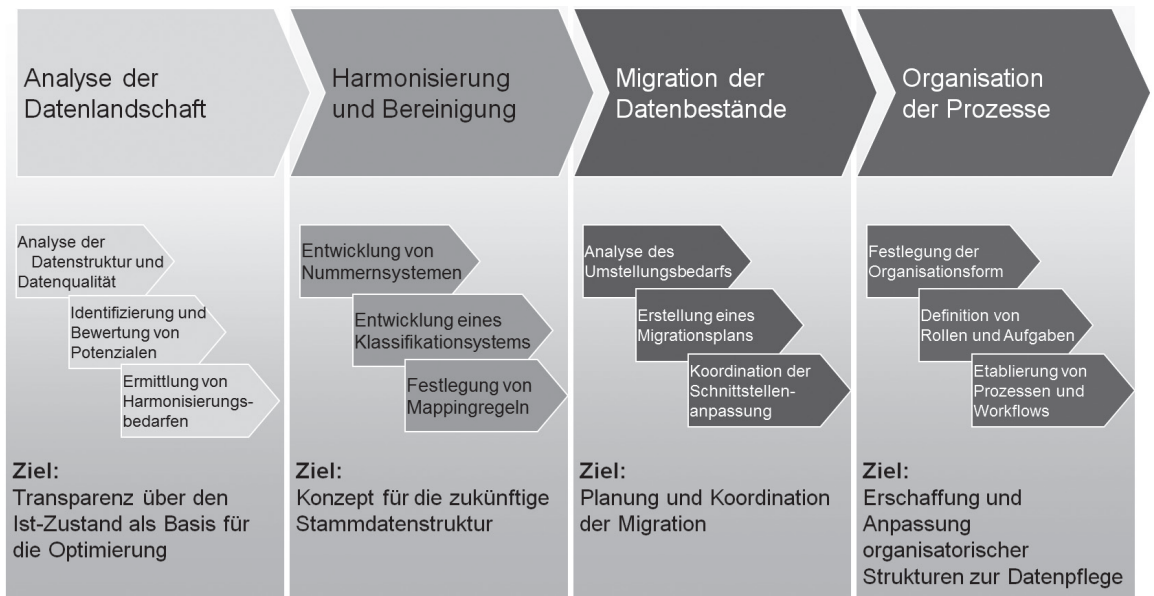 Analyse der
Datenlandschaft
Harmonisierung
und Bereinigung
Migration der
Datenbestände
Organisation
der Prozesse
Analyse der
Datenstruktur und
Datenqualität
Identifizierung und
Bewertung von
Potenzialen
Ermittlung von
Harmonisierungs-
bedarfen
Entwicklung von
Nummernsystemen
Entwicklung eines
Klassifikationsystems
Festlegung von
Mappingregeln
Analyse des
Umstellungsbedarfs
Erstellung eines
Migrationsplans
Koordination der
Schnittstellen-
anpassung
Festlegung der
Organisationsform
Definition von
Rollen und Aufgaben
Etablierung von
Prozessen und
Workflows
Ziel:
Transparenz über den
Ist-Zustand als Basis für
die Optimierung
Ziel:
Konzept für die zukünftige
Stammdatenstruktur
Ziel:
Planung und Koordination
der Migration
Ziel:
Erschaffung und
Anpassung
organisatorischer
Strukturen zur Datenpflege